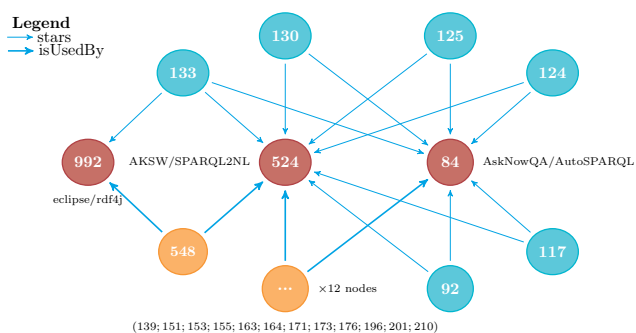 Legend
stars
isUsedBy
130
125
133
124
992
AKSW/SPARQL2NL
524
84
AskNowQA/AutoSPARQL
eclipse/rdf4j
548
...
×12 nodes
92
117
(139; 151; 153; 155; 163; 164; 171; 173; 176; 196; 201; 210)